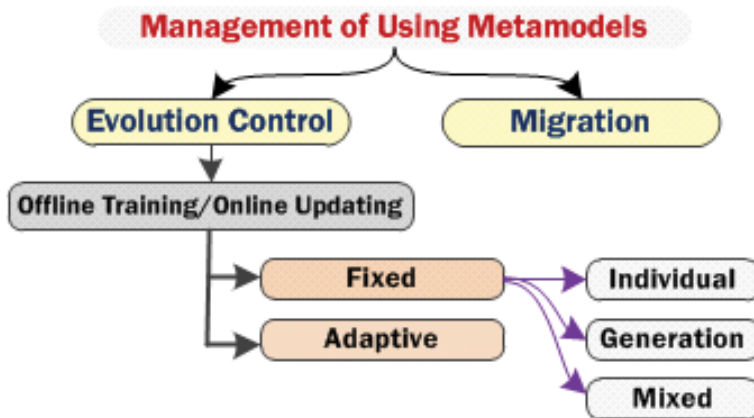 Management of Using Metamodels
Evolution Control
Migration
Offline Training/Online Updating
Fixed
Individual
Adaptive
Generation
Mixed